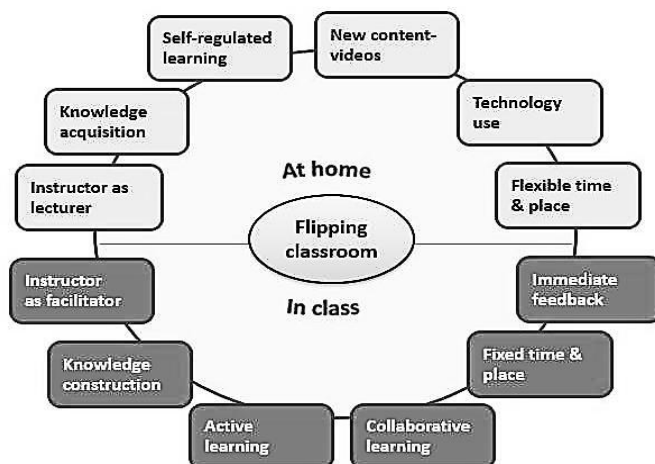 Self-regulated
learning
New content-
videos
Knowledge
acquisition
Technology
use
At home
Instructor as
lecturer
Flexible time
& place
Flipping
classroom
Instructor
as facilitator
Immediate
feedback
In class
Knowledge
construction
Fixed time &
place
Active
learning
Collaborative
learning